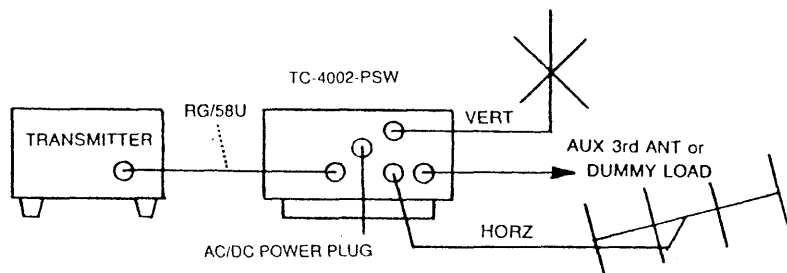 TC-4002-PSW
RG/58U
VERT
TRANSMITTER
AUX 3rd ANT or
DUMMY LOAD
HORZ
AC/DC POWER PLUG